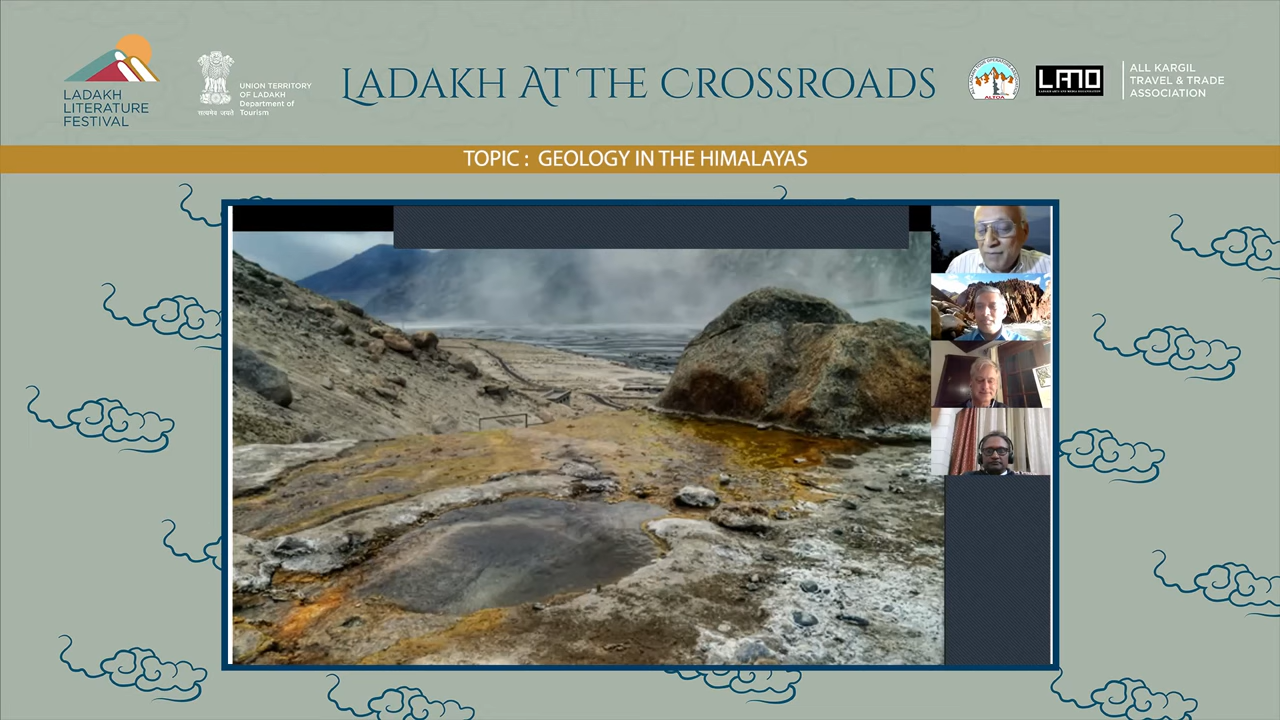 LADAKH
LITERATURE
FESTIVAL
सत्यमेव जयते
UNION TERRITORY
OF LADAKH
Department of
Tourism
LADAKH AT THE CROSSROADS
ALTOA
ALL KARGIL
TRAVEL & TRADE
ASSOCIATION
TOPIC : GEOLOGY IN THE HIMALAYAS